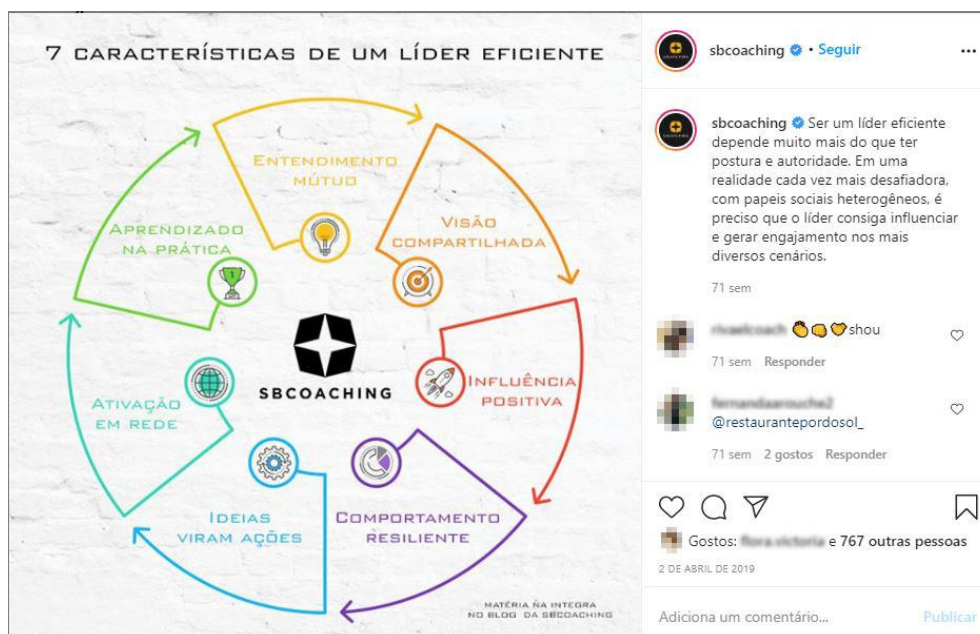 7 CARACTERÍSTICAS DE UM LÍDER EFICIENTE
ENTENDIMENTO
MÚTUO
VISÃO
COMPARTILHADA
INFLUÊNCIA
POSITIVA
COMPORTAMENTO
RESILIENTE
IDEIAS
VIRAM AÇÕES
ATIVAÇÃO
EM REDE
APRENDIZADO
NA PRÁTICA
1
SBCOACHING
MATÉRIA NA INTEGRA
NO BLOG DA SBCOACHING
sbcoaching • Seguir
sbcoaching Ser um líder eficiente
depende muito mais do que ter
postura e autoridade. Em uma
realidade cada vez mais desafiadora,
com papeis sociais heterogêneos, é
preciso que o líder consiga influenciar
e gerar engajamento nos mais
diversos cenários.
71 sem
shou
71 sem Responder
@restaurantepordosol_
71 sem 2 gostos Responder
Gostos: e 767 outras pessoas
2 DE ABRIL DE 2019
Adiciona um comentário... Publicar